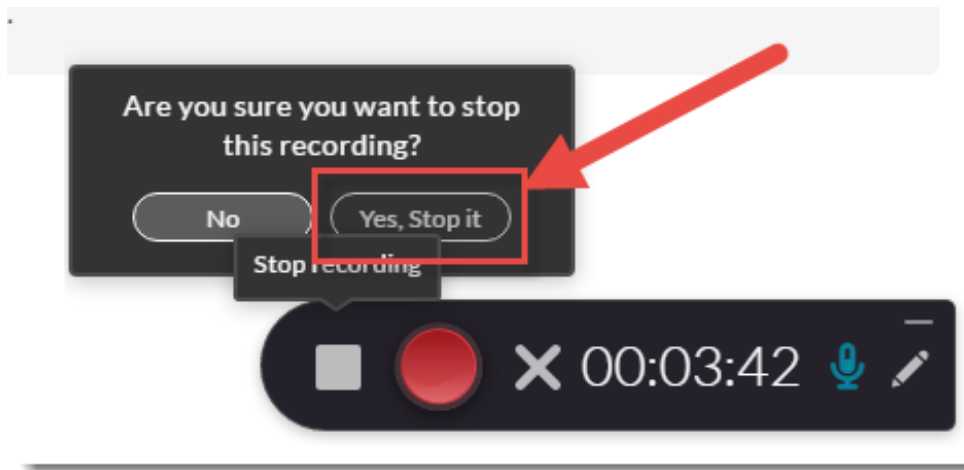 Are you sure you want to stop
this recording?
No
Yes, Stop it
Stop recording
00:03:42